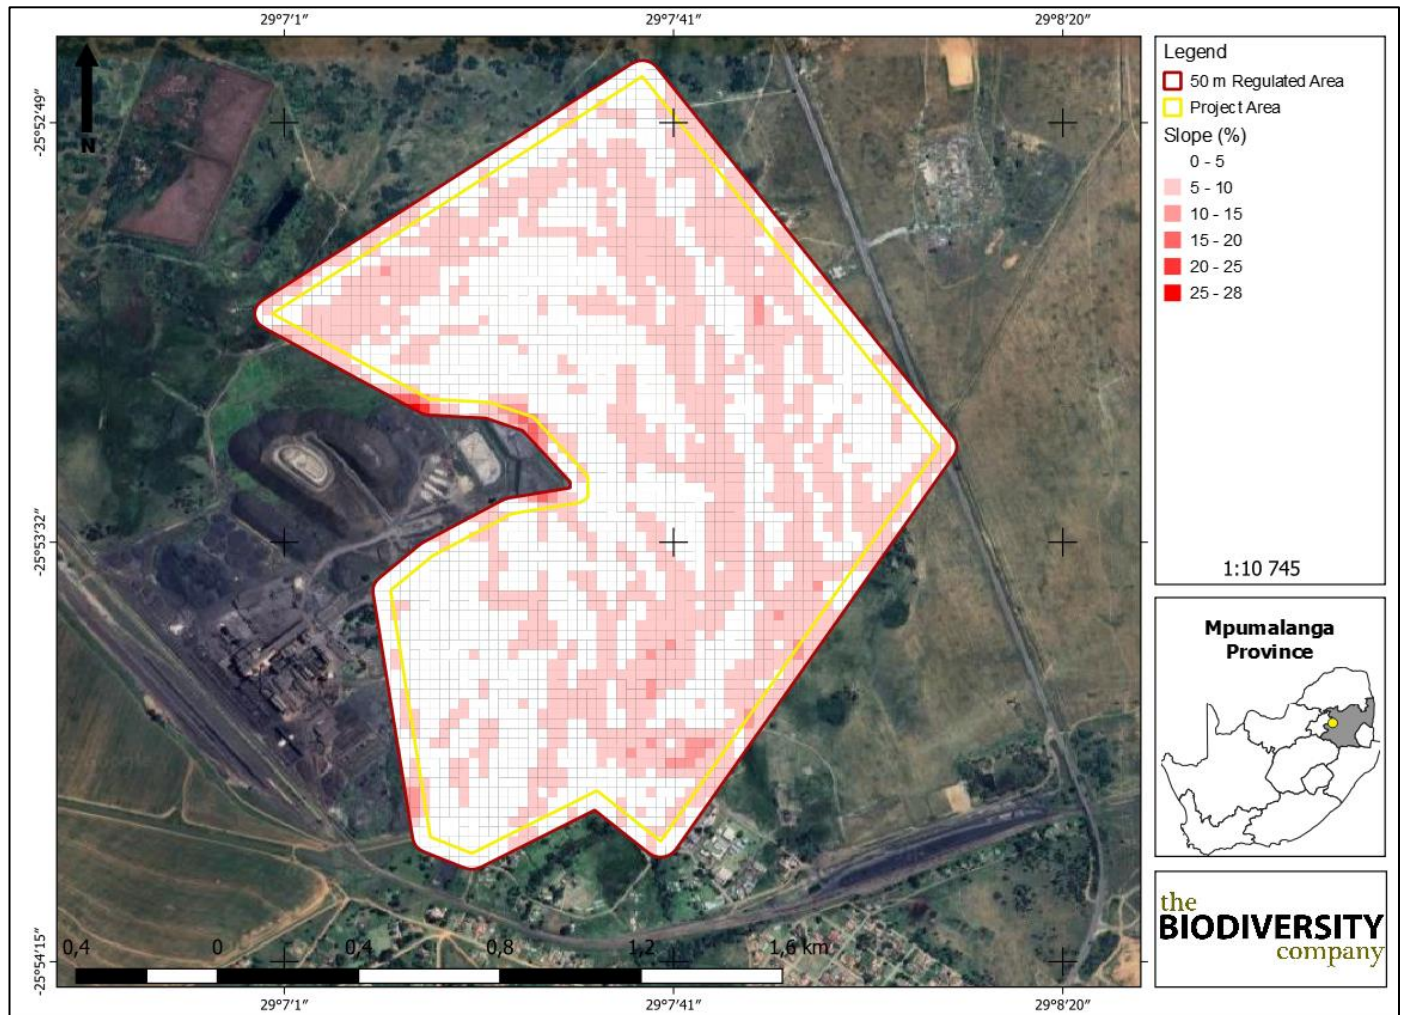 29°7'1"
29°7'41"
29°8'20"
-25°52'49"
-25°53'32"
-25°54'15"
N
0,4
0
0,4
0,8
1,2
1,6 km
29°7'1"
29°7'41"
29°8'20"
Legend
50 m Regulated Area
Project Area
Slope (%)
0 - 5
5 - 10
10 - 15
15 - 20
20 - 25
25 - 28
1:10 745
Mpumalanga
Province
the
BIODIVERSITY
company